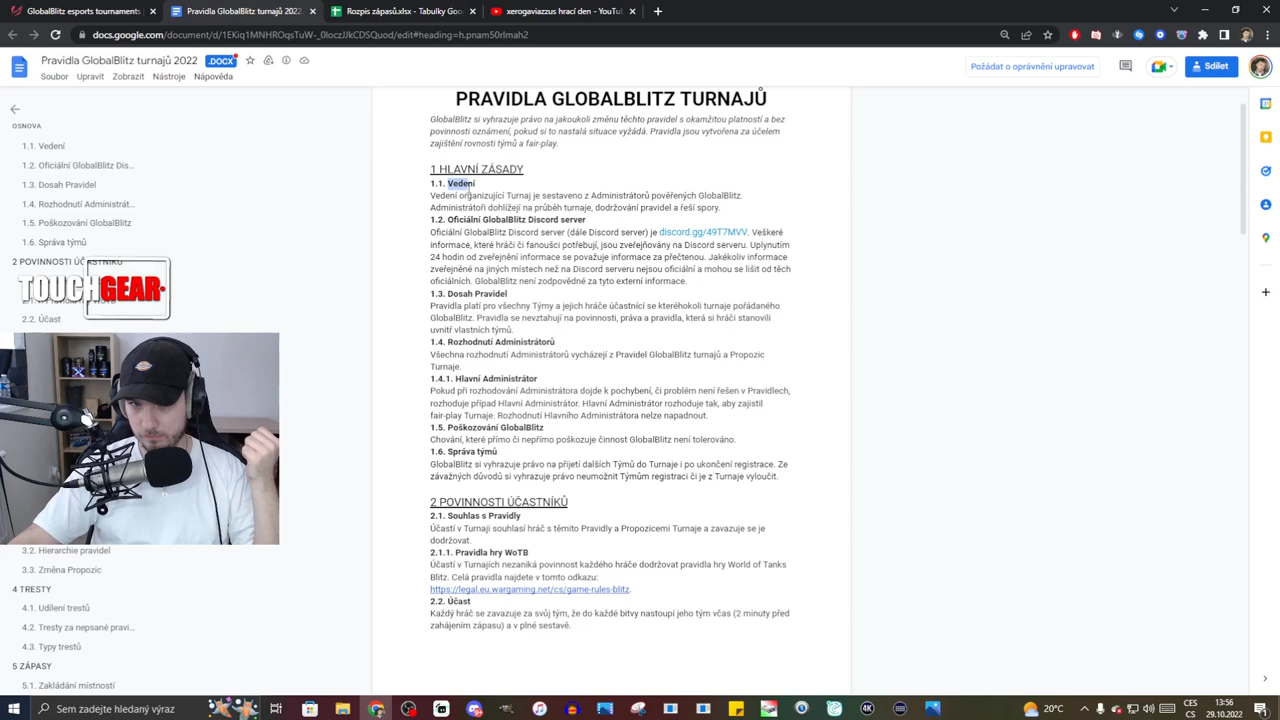 GlobalBlitz esports federation
Řád zápasů.xlsx - Tabulky
xerogaming den - YouTube
docs.google.com/document/d/1EKiq1MNHROqsTuW-_0loczJJkCDSQuod/edit#heading=h.pnam50rlmah2
Pravidla GlobalBlitz turnajů 2022
.DOCX
Požádat o oprávnění upravovat
Sdílet
Soubor Upravit Zobrazit Nástroje Nápověda
OSNOVA
1.1. Vedení
1.2. Oficiální GlobalBlitz Dis...
1.3. Dosah Pravidel
1.4. Rozhodnutí Administrát...
1.5. Poškozování GlobalBlitz
1.6. Správa týmů
2 POVINNOSTI ÚČASTNÍKŮ
TOUCHGEAR
2.2. Účast
3.2. Hierarchie pravidel
3.3. Změna Propozic
4 TRESTY
4.1. Udílení trestů
4.2. Tresty za nepsané pravi...
4.3. Typy trestů
5 ZÁPASY
5.1. Zakládání místností
PRAVIDLA GLOBALBLITZ TURNAJŮ
GlobalBlitz si vyhrazuje právo na jakoukoli změnu těchto pravidel s okamžitou platností a bez
povinnosti oznámení, pokud si to nastalá situace vyžádá. Pravidla jsou vytvořena za účelem
zajištění rovnosti týmů a fair-play.
1 HLAVNÍ ZÁSADY
1.1. Vedení
Vedení organizující Turnaj je sestaveno z Administrátorů pověřených GlobalBlitz.
Administrátoři dohlížejí na průběh turnaje, dodržování pravidel a řeší spory.
1.2. Oficiální GlobalBlitz Discord server
Oficiální GlobalBlitz Discord server (dále Discord server) je discord.gg/49T7MVV. Veškeré
informace, které hráči či fanoušci potřebují, jsou zveřejňovány na Discord serveru. Uplynutím
24 hodin od zveřejnění informace se považuje informace za přečtenou. Jakékoliv informace
zveřejněné na jiných místech než na Discord serveru nejsou oficiální a mohou se lišit od těch
oficiálních. GlobalBlitz není zodpovědné za tyto externí informace.
1.3. Dosah Pravidel
Pravidla platí pro všechny Týmy a jejich hráče účastnící se kteréhokoli turnaje pořádaného
GlobalBlitz. Pravidla se nevztahují na povinnosti, práva a pravidla, která si hráči stanovili
uvnitř vlastních týmů.
1.4. Rozhodnutí Administrátorů
Všechna rozhodnutí Administrátorů vycházejí z Pravidel GlobalBlitz turnajů a Propozic
Turnaje.
1.4.1. Hlavní Administrátor
Pokud při rozhodování Administrátora dojde k pochybení, či problém není řešen v Pravidlech,
rozhoduje případ Hlavní Administrátor. Hlavní Administrátor rozhoduje tak, aby zajistil
fair-play Turnaje. Rozhodnutí Hlavního Administrátora nelze napadnout.
1.5. Poškozování GlobalBlitz
Chování, které přímo či nepřímo poškozuje činnost GlobalBlitz není tolerováno.
1.6. Správa týmů
GlobalBlitz si vyhrazuje právo na přijetí dalších Týmů do Turnaje i po ukončení registrace. Ze
závažných důvodů si vyhrazuje právo neumožnit Týmům registraci či je z Turnaje vyloučit.
2 POVINNOSTI ÚČASTNÍKŮ
2.1. Souhlas s Pravidly
Účastí v Turnaji souhlasí hráč s těmito Pravidly a Propozicemi Turnaje a zavazuje se je
dodržovat.
2.1.1. Pravidla hry WoTB
Účastí v Turnajích nezaniká povinnost každého hráče dodržovat pravidla hry World of Tanks
Blitz. Celá pravidla najdete v tomto odkazu:
https://legal.eu.wargaming.net/cs/game-rules-blitz.
2.2. Účast
Každý hráč se zavazuje za svůj tým, že do každé bitvy nastoupí jeho tým včas (2 minuty před
zahájením zápasu) a v plné sestavě.
Sem zadejte hledaný výraz
CES
CS
13:56
29.10.2022